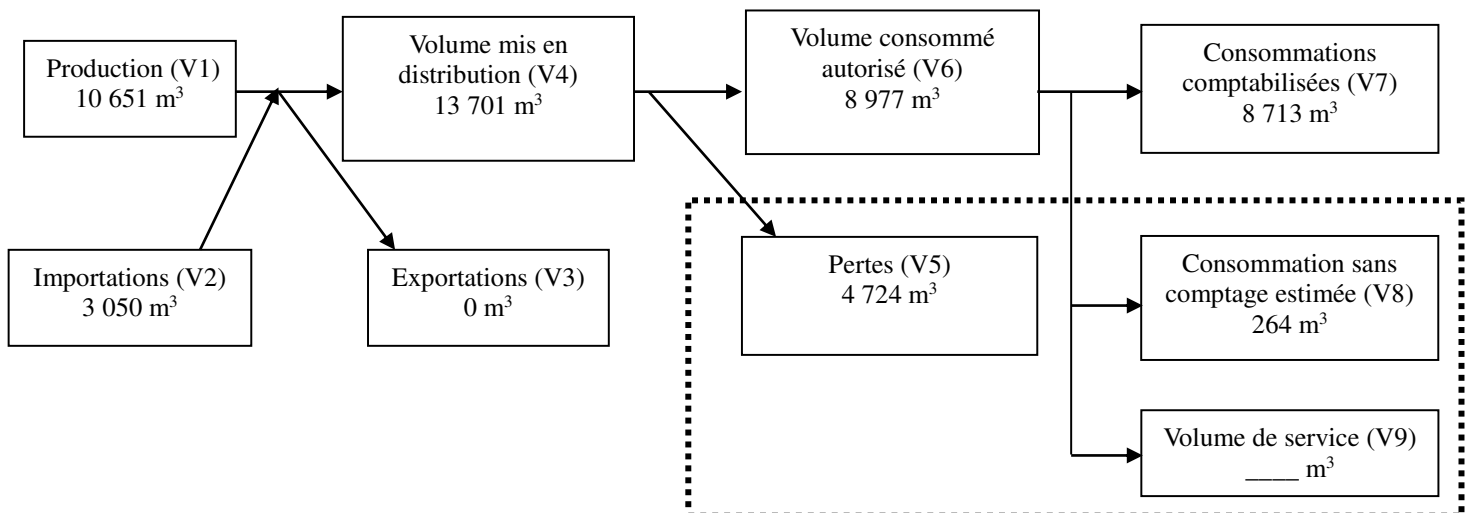 Production (V1)
10 651 m³
Volume mis en
distribution (V4)
13 701 m³
Volume consommé
autorisé (V6)
8 977 m³
Consommations
comptabilisées (V7)
8 713 m³
Importations (V2)
3 050 m³
Exportations (V3)
0 m³
Pertes (V5)
4 724 m³
Consommation sans
comptage estimée (V8)
264 m³
Volume de service (V9)
____ m³